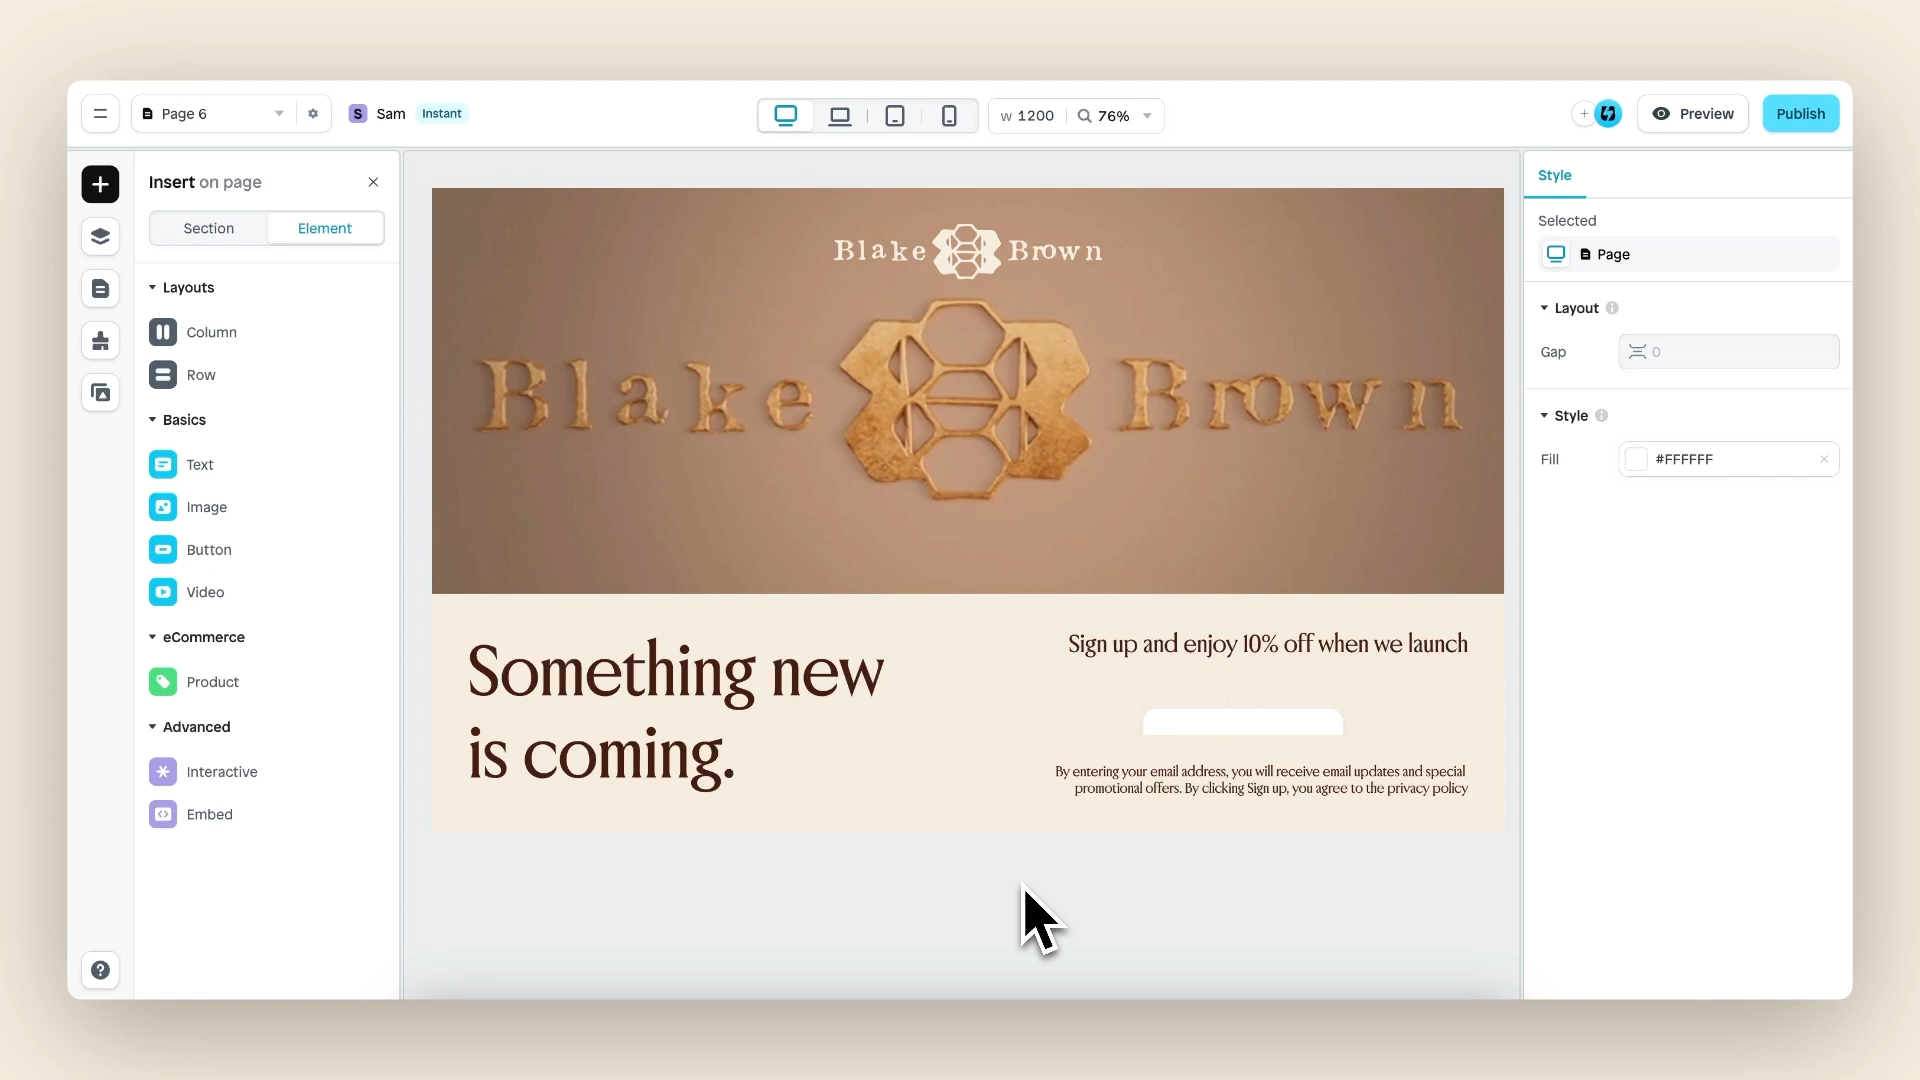 Page 6
S
Sam
Instant
W 1200
76%
Preview
Publish
Insert on page
Section
Element
Layouts
Column
Row
Basics
Text
Image
Button
Video
eCommerce
Product
Advanced
Interactive
Embed
Blake Brown
Blake Brown
Something new
is coming.
Sign up and enjoy 10% off when we launch
By entering your email address, you will receive email updates and special
promotional offers. By clicking Sign up, you agree to the privacy policy
Style
Selected
Page
Layout
Gap
0
Style
Fill
#FFFFFF